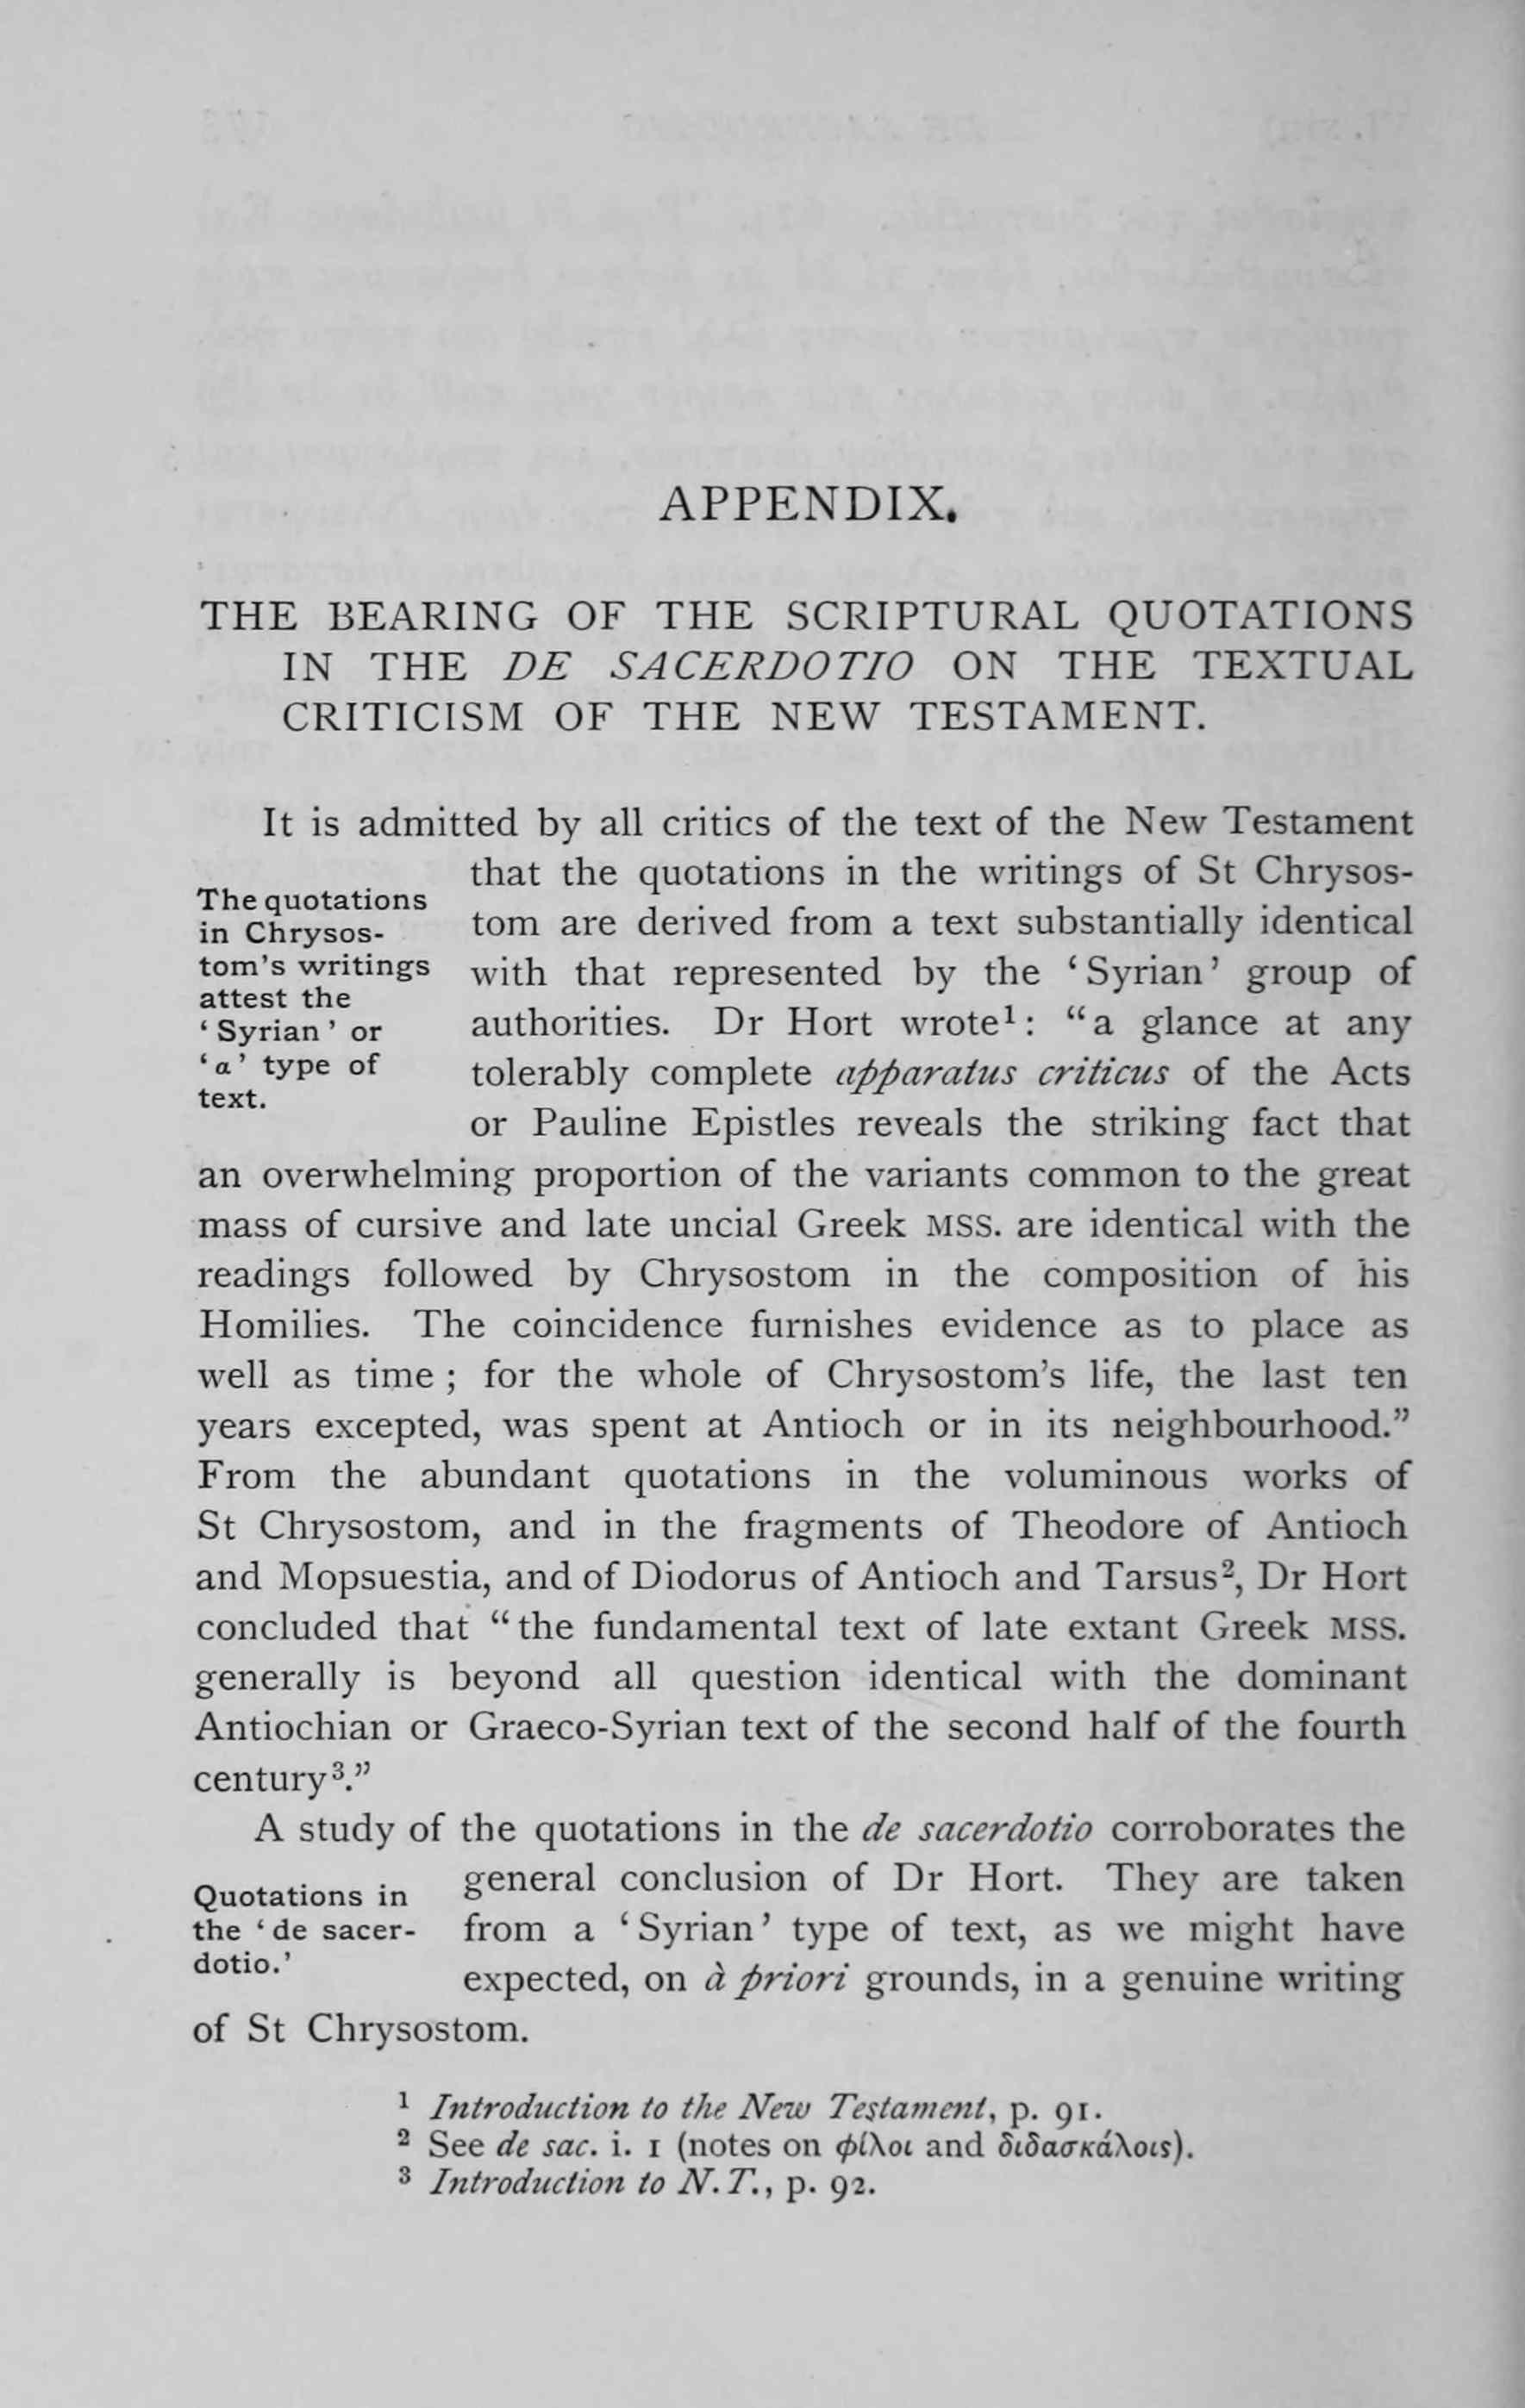 APPENDIX.
THE BEARING OF THE SCRIPTURAL QUOTATIONS
IN THE DE SACERDOTIO ON THE TEXTUAL
CRITICISM OF THE NEW TESTAMENT.
It is admitted by all critics of the text of the New Testament
The quotations
in Chrysos-
tom's writings
attest the
‘Syrian’ or
‘α’ type of
text.
that the quotations in the writings of St Chrysos-
tom are derived from a text substantially identical
with that represented by the ‘Syrian’ group of
authorities. Dr Hort wrote¹: “a glance at any
tolerably complete apparatus criticus of the Acts
or Pauline Epistles reveals the striking fact that
an overwhelming proportion of the variants common to the great
mass of cursive and late uncial Greek MSS. are identical with the
readings followed by Chrysostom in the composition of his
Homilies. The coincidence furnishes evidence as to place as
well as time; for the whole of Chrysostom's life, the last ten
years excepted, was spent at Antioch or in its neighbourhood.”
From the abundant quotations in the voluminous works of
St Chrysostom, and in the fragments of Theodore of Antioch
and Mopsuestia, and of Diodorus of Antioch and Tarsus², Dr Hort
concluded that “the fundamental text of late extant Greek MSS.
generally is beyond all question identical with the dominant
Antiochian or Graeco-Syrian text of the second half of the fourth
century³.”
A study of the quotations in the de sacerdotio corroborates the
Quotations in
the ‘de sacer-
dotio.’
general conclusion of Dr Hort. They are taken
from a ‘Syrian’ type of text, as we might have
expected, on à priori grounds, in a genuine writing
of St Chrysostom.
¹ Introduction to the New Testament, p. 91.
² See de sac. i. 1 (notes on φίλοι and διδασκάλοις).
³ Introduction to N.T., p. 92.